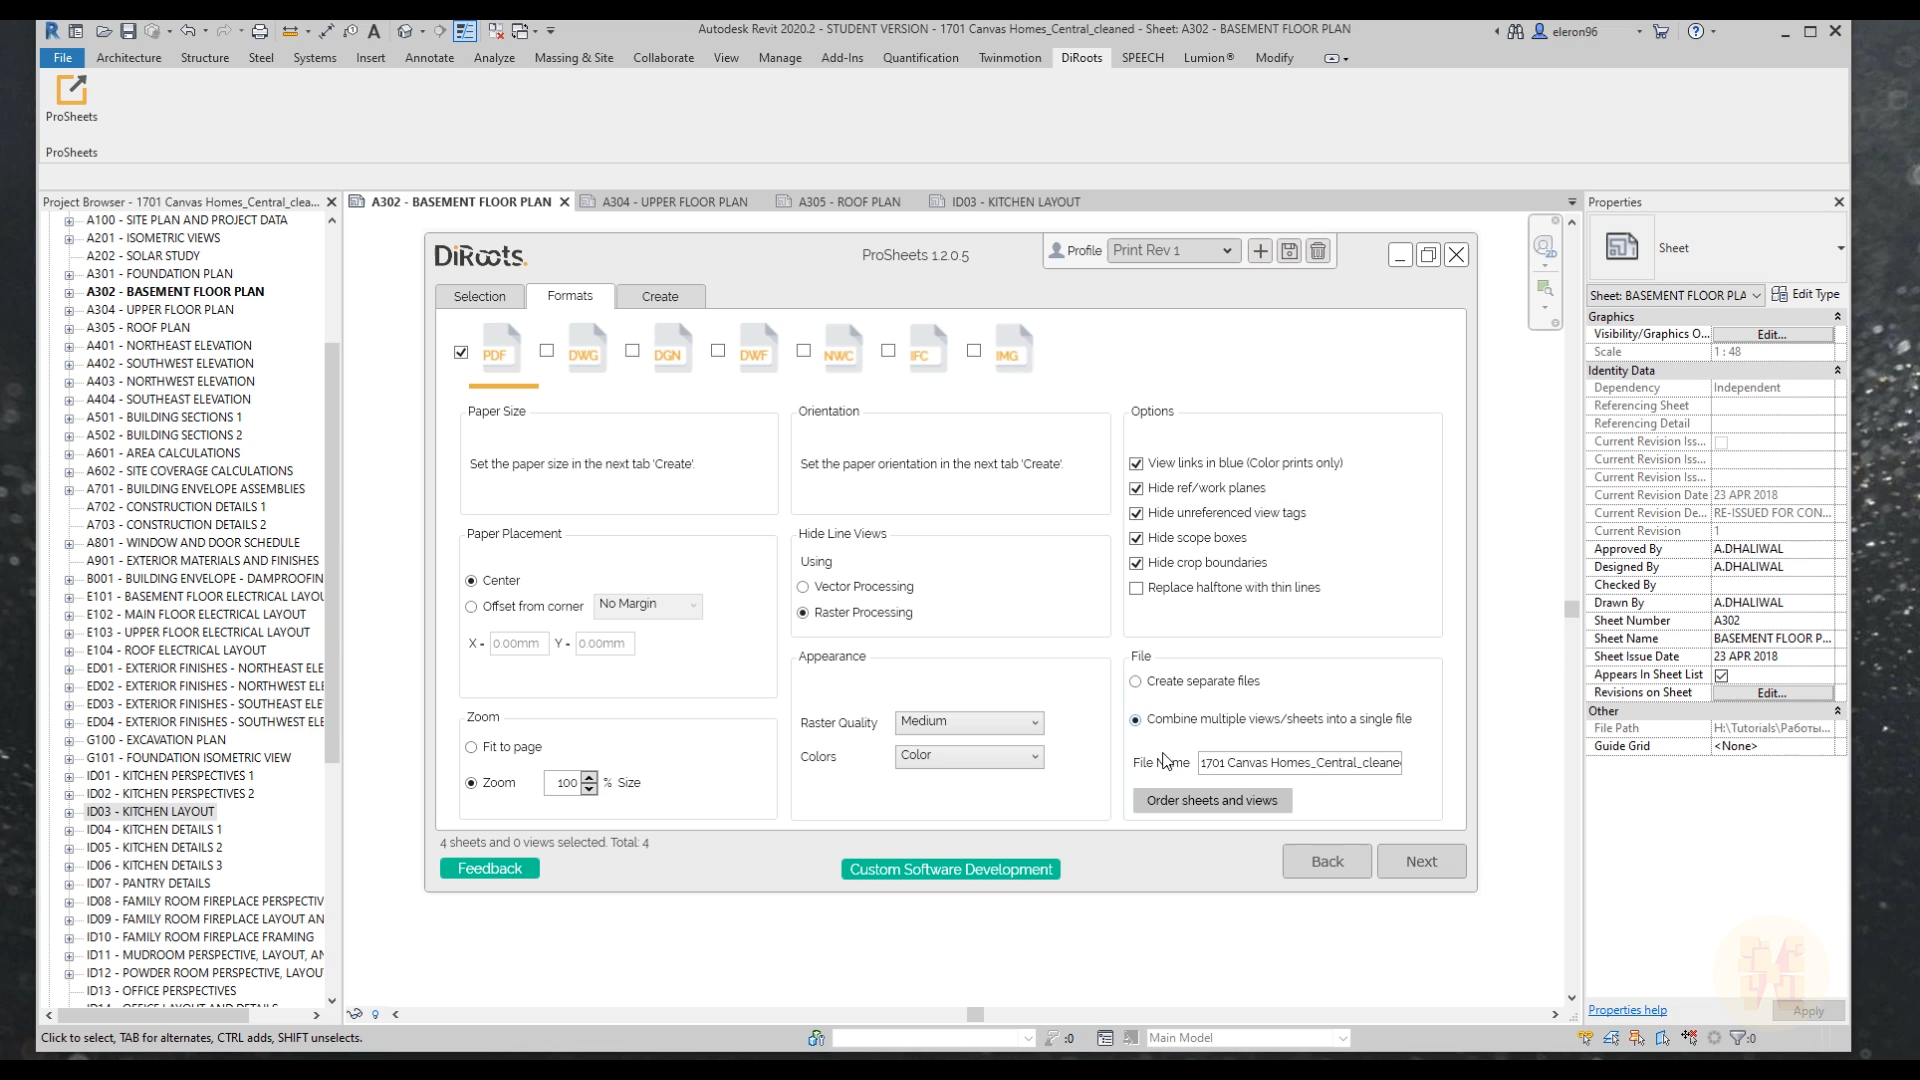 Autodesk Revit 2020.2 - STUDENT VERSION - 1701 Canvas Homes_Central_cleaned - Sheet: A302 - BASEMENT FLOOR PLAN
eleron96
File Architecture Structure Steel Systems Insert Annotate Analyze Massing & Site Collaborate View Manage Add-Ins Quantification Twinmotion DiRoots SPEECH Lumion® Modify
ProSheets
ProSheets
Project Browser - 1701 Canvas Homes_Central_clea...
A302 - BASEMENT FLOOR PLAN
A304 - UPPER FLOOR PLAN
A305 - ROOF PLAN
ID03 - KITCHEN LAYOUT
A100 - SITE PLAN AND PROJECT DATA
A201 - ISOMETRIC VIEWS
A202 - SOLAR STUDY
A301 - FOUNDATION PLAN
A302 - BASEMENT FLOOR PLAN
A304 - UPPER FLOOR PLAN
A305 - ROOF PLAN
A401 - NORTHEAST ELEVATION
A402 - SOUTHWEST ELEVATION
A403 - NORTHWEST ELEVATION
A404 - SOUTHEAST ELEVATION
A501 - BUILDING SECTIONS 1
A502 - BUILDING SECTIONS 2
A601 - AREA CALCULATIONS
A602 - SITE COVERAGE CALCULATIONS
A701 - BUILDING ENVELOPE ASSEMBLIES
A702 - CONSTRUCTION DETAILS 1
A703 - CONSTRUCTION DETAILS 2
A801 - WINDOW AND DOOR SCHEDULE
A901 - EXTERIOR MATERIALS AND FINISHES
B001 - BUILDING ENVELOPE - DAMPROOFIN
E101 - BASEMENT FLOOR ELECTRICAL LAYOU
E102 - MAIN FLOOR ELECTRICAL LAYOUT
E103 - UPPER FLOOR ELECTRICAL LAYOUT
E104 - ROOF ELECTRICAL LAYOUT
ED01 - EXTERIOR FINISHES - NORTHEAST ELE
ED02 - EXTERIOR FINISHES - NORTHWEST ELE
ED03 - EXTERIOR FINISHES - SOUTHEAST ELE
ED04 - EXTERIOR FINISHES - SOUTHWEST ELE
G100 - EXCAVATION PLAN
G101 - FOUNDATION ISOMETRIC VIEW
ID01 - KITCHEN PERSPECTIVES 1
ID02 - KITCHEN PERSPECTIVES 2
ID03 - KITCHEN LAYOUT
ID04 - KITCHEN DETAILS 1
ID05 - KITCHEN DETAILS 2
ID06 - KITCHEN DETAILS 3
ID07 - PANTRY DETAILS
ID08 - FAMILY ROOM FIREPLACE PERSPECTIV
ID09 - FAMILY ROOM FIREPLACE LAYOUT AN
ID10 - FAMILY ROOM FIREPLACE FRAMING
ID11 - MUDROOM PERSPECTIVE, LAYOUT, AN
ID12 - POWDER ROOM PERSPECTIVE, LAYOU
ID13 - OFFICE PERSPECTIVES
DiRoots.
ProSheets 1.2.0.5
Profile Print Rev 1
Selection Formats Create
PDF DWG DGN DWF NWC IFC IMG
Paper Size
Set the paper size in the next tab 'Create'.
Orientation
Set the paper orientation in the next tab 'Create'.
Options
View links in blue (Color prints only)
Hide ref/work planes
Hide unreferenced view tags
Hide scope boxes
Hide crop boundaries
Replace halftone with thin lines
Paper Placement
Center
Offset from corner No Margin
X - 0.00mm Y - 0.00mm
Hide Line Views
Using
Vector Processing
Raster Processing
Zoom
Fit to page
Zoom 100 % Size
Appearance
Raster Quality Medium
Colors Color
File
Create separate files
Combine multiple views/sheets into a single file
File Name 1701 Canvas Homes_Central_cleane
Order sheets and views
4 sheets and 0 views selected. Total: 4
Feedback
Custom Software Development
Back
Next
Properties
Sheet
Sheet: BASEMENT FLOOR PLA Edit Type
Graphics
Visibility/Graphics O... Edit...
Scale 1 : 48
Identity Data
Dependency Independent
Referencing Sheet
Referencing Detail
Current Revision Iss...
Current Revision Iss...
Current Revision Iss...
Current Revision Date 23 APR 2018
Current Revision De... RE-ISSUED FOR CON...
Current Revision 1
Approved By A.DHALIWAL
Designed By A.DHALIWAL
Checked By
Drawn By A.DHALIWAL
Sheet Number A302
Sheet Name BASEMENT FLOOR P...
Sheet Issue Date 23 APR 2018
Appears In Sheet List
Revisions on Sheet Edit...
Other
File Path H:\Tutorials\Работы...
Guide Grid <None>
Properties help
Apply
Click to select, TAB for alternates, CTRL adds, SHIFT unselects.
:0
Main Model
:0